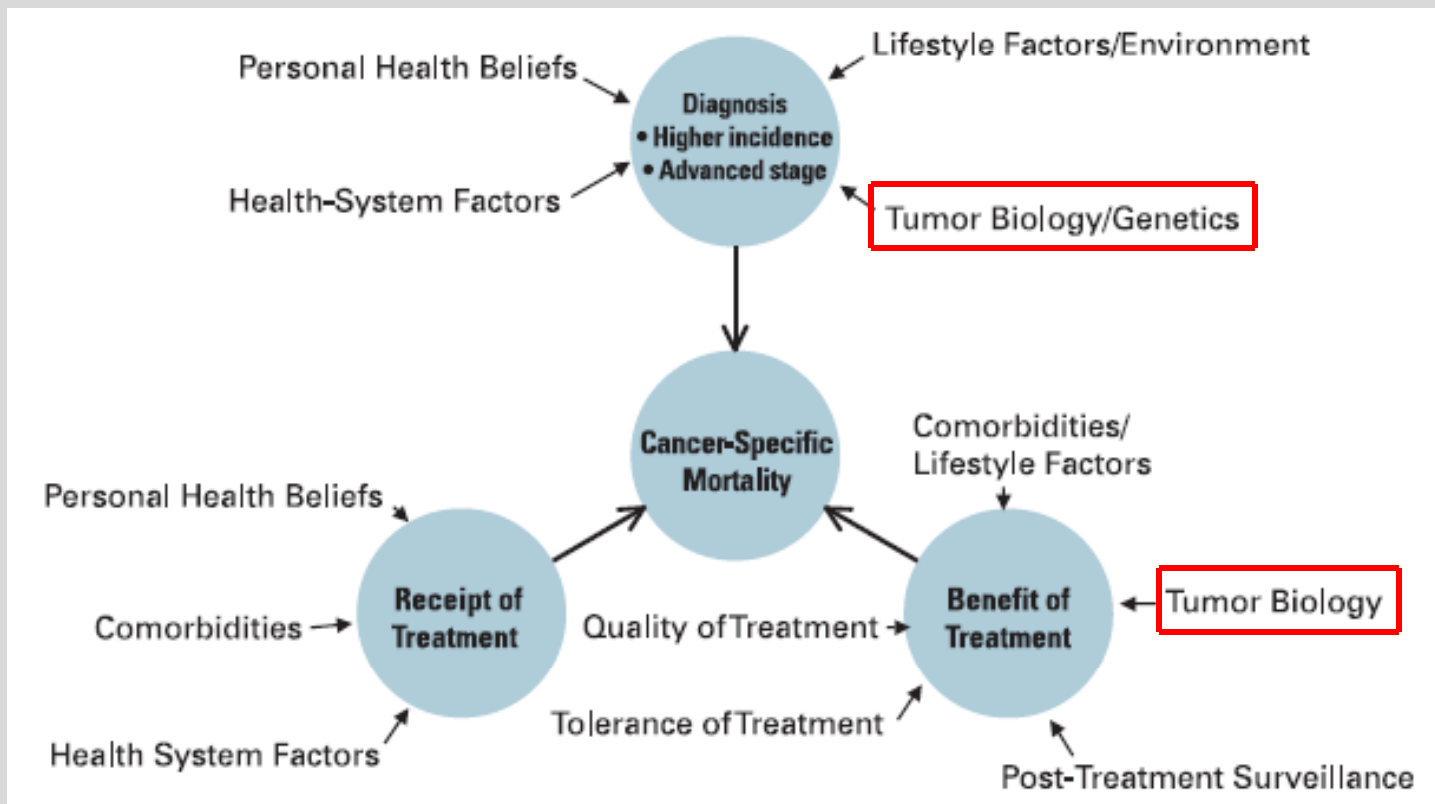 Personal Health Beliefs
Lifestyle Factors/Environment
Diagnosis
• Higher incidence
• Advanced stage
Health-System Factors
Tumor Biology/Genetics
Cancer-Specific
Mortality
Personal Health Beliefs
Receipt of
Treatment
Comorbidities
Health System Factors
Comorbidities/
Lifestyle Factors
Benefit of
Treatment
Tumor Biology
Quality of Treatment
Tolerance of Treatment
Post-Treatment Surveillance